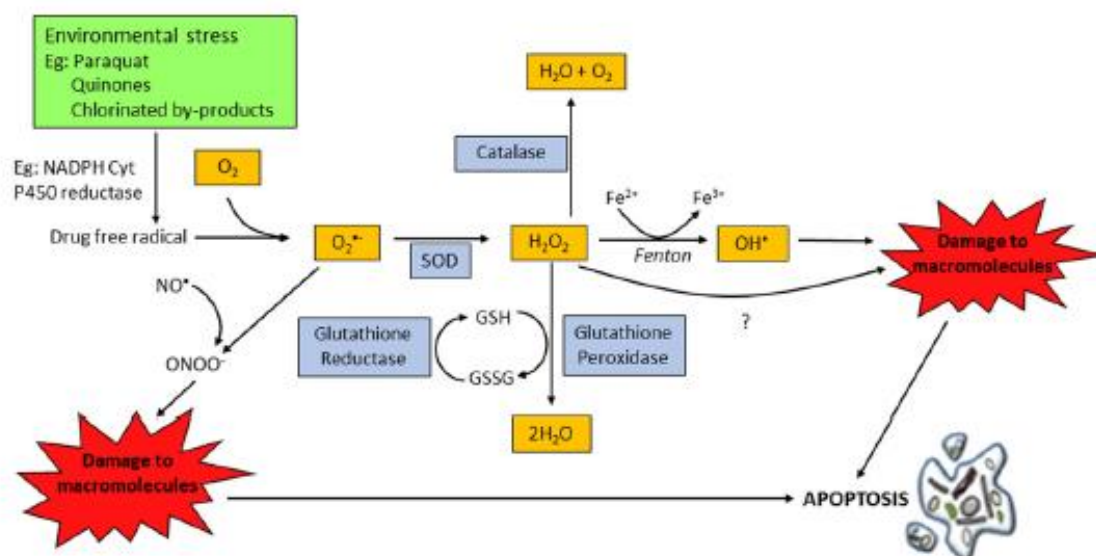 Environmental stress
Eg: Paraquat
Quinones
Chlorinated by-products
H₂O + O₂
Eg: NADPH Cyt
P450 reductase
O₂
Catalase
Fe²⁺
Fe³⁺
Drug free radical
O₂•-
SOD
H₂O₂
Fenton
OH•
Damage to
macromolecules
NO•
?
Glutathione
Reductase
GSH
GSSG
Glutathione
Peroxidase
ONOO⁻
2H₂O
Damage to
macromolecules
APOPTOSIS